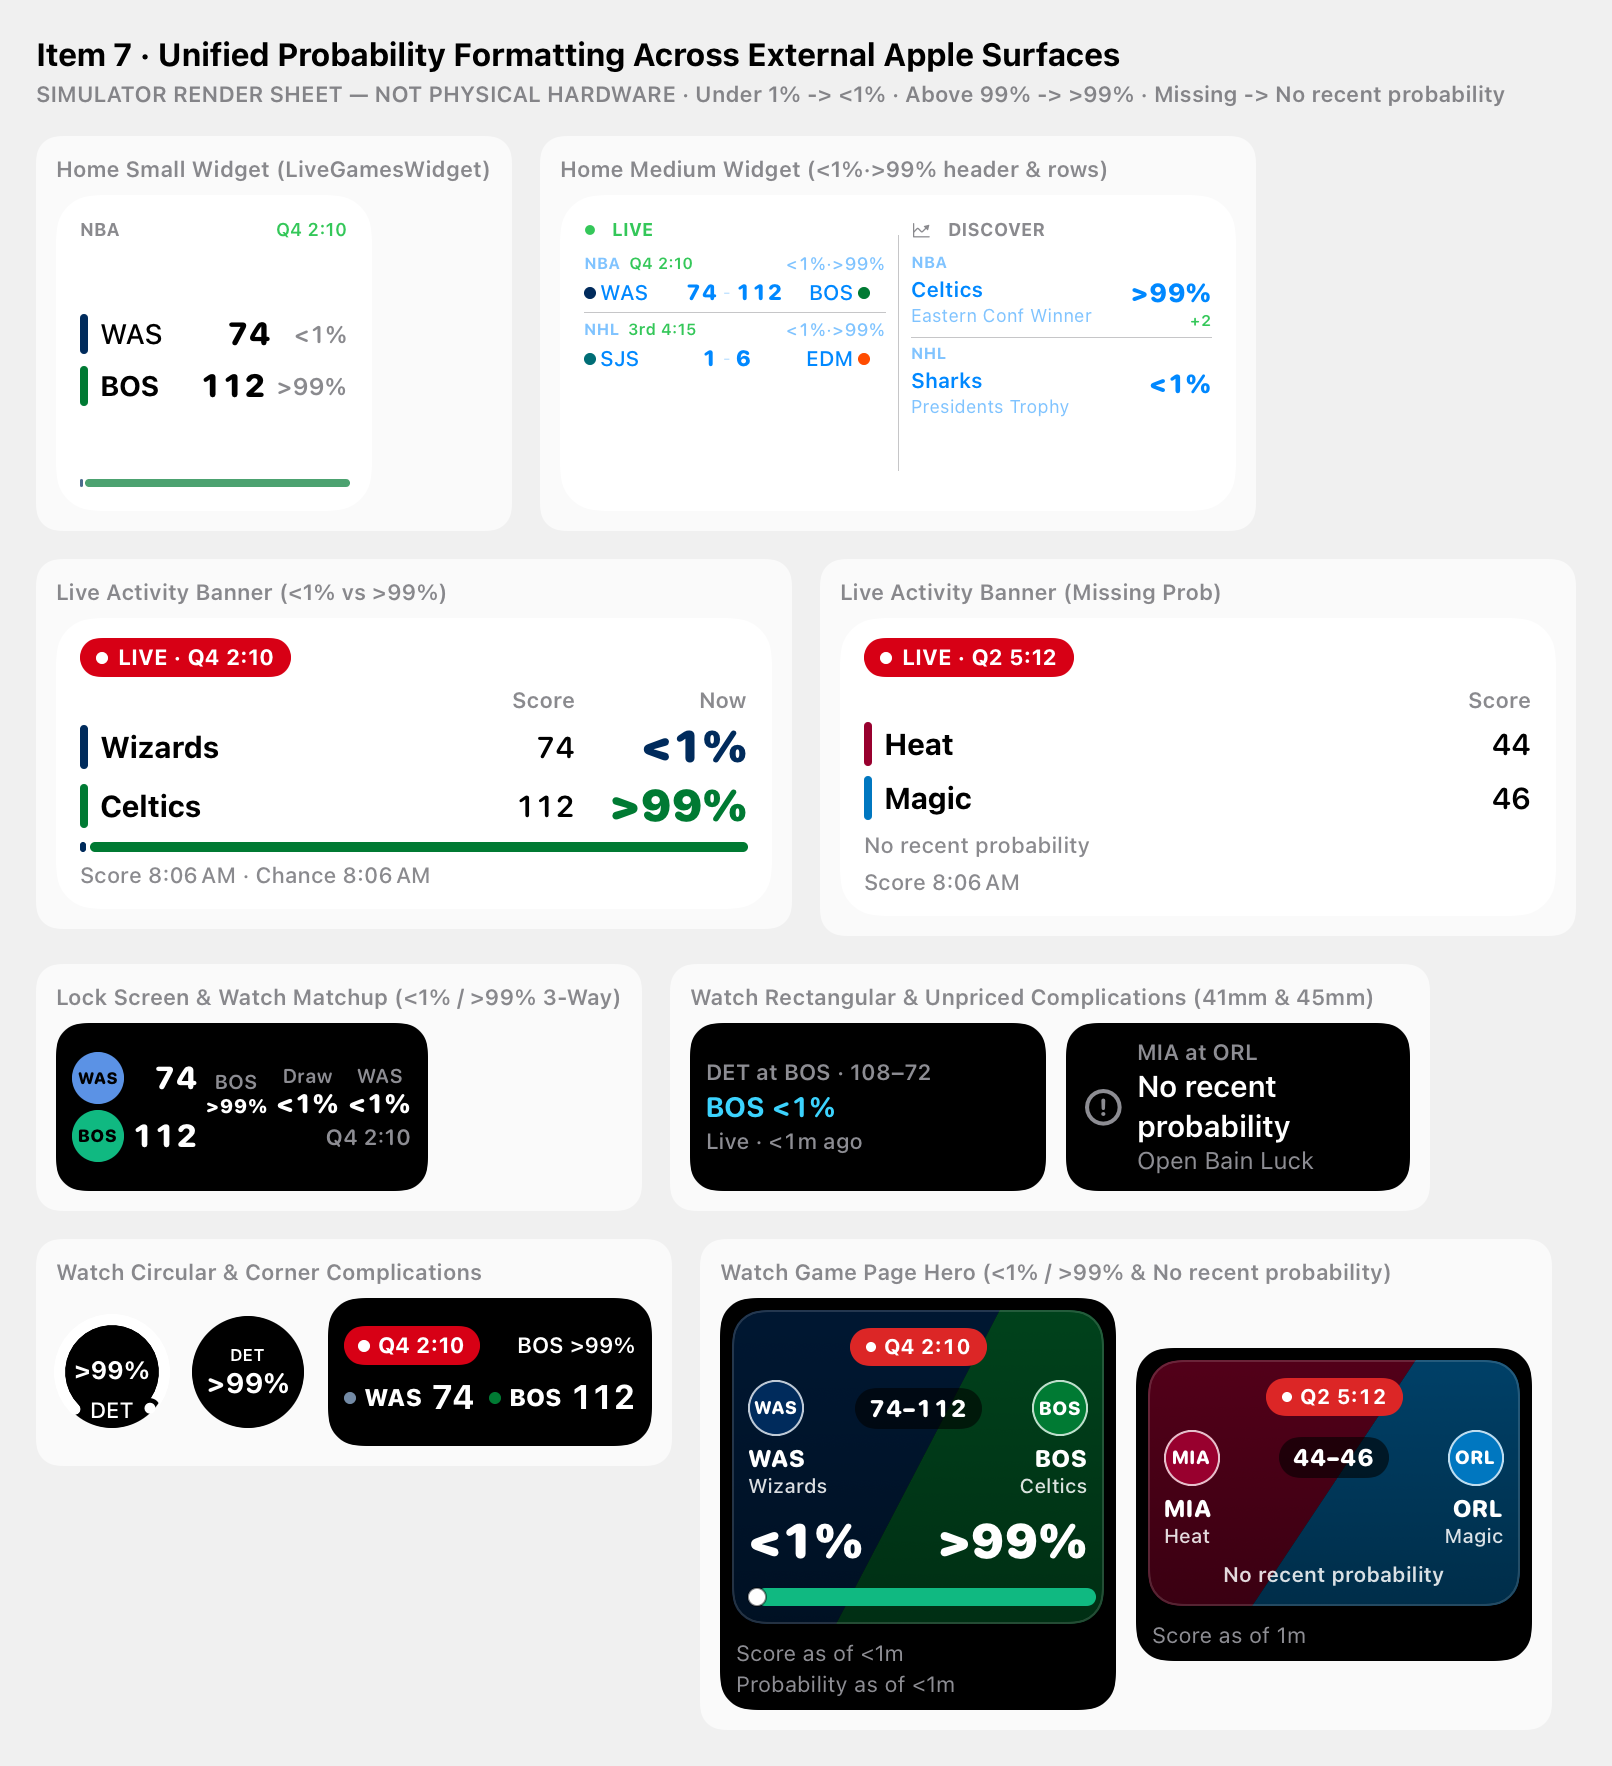 Item 7 · Unified Probability Formatting Across External Apple Surfaces
SIMULATOR RENDER SHEET — NOT PHYSICAL HARDWARE · Under 1% -> <1% · Above 99% -> >99% · Missing -> No recent probability
Home Small Widget (LiveGamesWidget)
NBA Q4 2:10
WAS 74 <1%
BOS 112 >99%
Home Medium Widget (<1%·>99% header & rows)
LIVE
NBA Q4 2:10 <1%·>99%
WAS 74 - 112 BOS
NHL 3rd 4:15 <1%·>99%
SJS 1 - 6 EDM
DISCOVER
NBA
Celtics >99%
Eastern Conf Winner +2
NHL
Sharks <1%
Presidents Trophy
Live Activity Banner (<1% vs >99%)
LIVE · Q4 2:10
Score Now
Wizards 74 <1%
Celtics 112 >99%
Score 8:06 AM · Chance 8:06 AM
Live Activity Banner (Missing Prob)
LIVE · Q2 5:12
Score
Heat 44
Magic 46
No recent probability
Score 8:06 AM
Lock Screen & Watch Matchup (<1% / >99% 3-Way)
WAS 74 BOS Draw WAS
>99% <1% <1%
BOS 112 Q4 2:10
Watch Rectangular & Unpriced Complications (41mm & 45mm)
DET at BOS · 108–72
BOS <1%
Live · <1m ago
MIA at ORL
No recent
probability
Open Bain Luck
Watch Circular & Corner Complications
>99%
DET
DET
>99%
Q4 2:10 BOS >99%
WAS 74 BOS 112
Watch Game Page Hero (<1% / >99% & No recent probability)
Q4 2:10
WAS 74–112 BOS
WAS BOS
Wizards Celtics
<1% >99%
Score as of <1m
Probability as of <1m
Q2 5:12
MIA 44–46 ORL
MIA ORL
Heat Magic
No recent probability
Score as of 1m